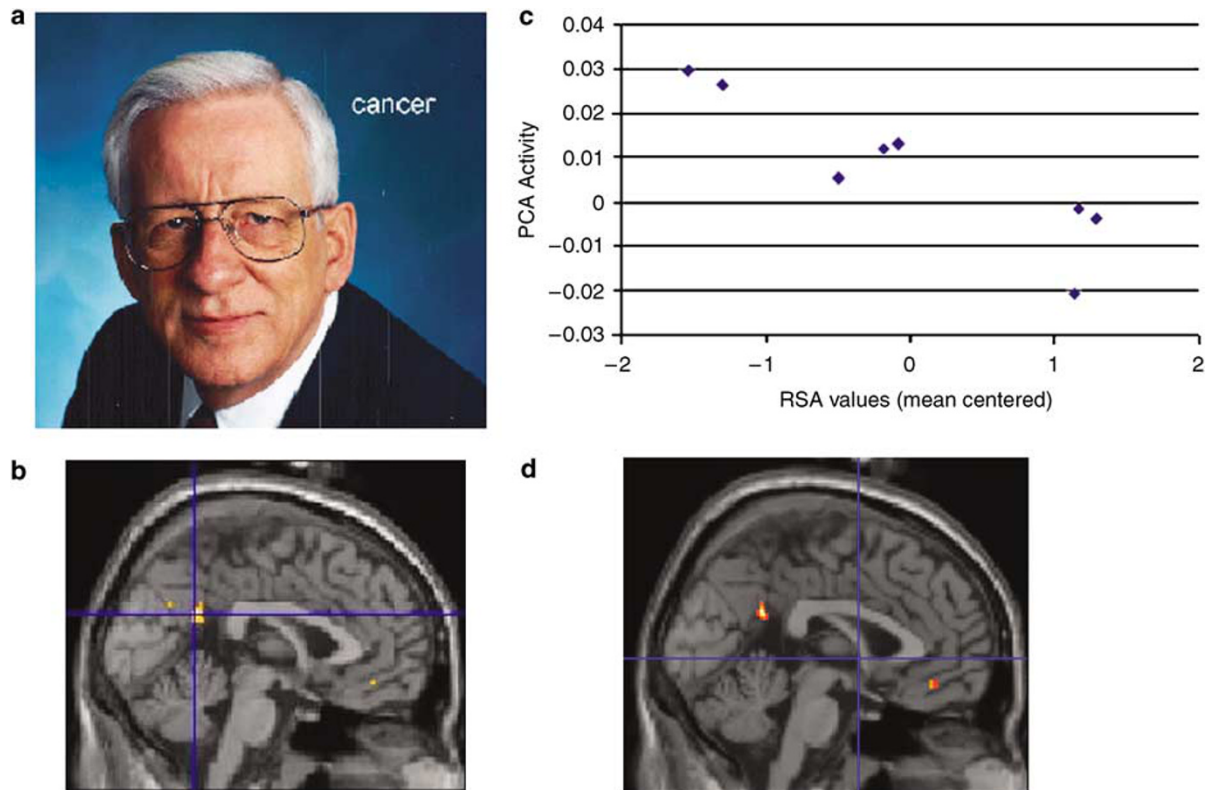 a
cancer
c
0.04
0.03
0.02
0.01
0
−0.01
−0.02
−0.03
−2
−1
0
1
2
PCA Activity
RSA values (mean centered)
b
d